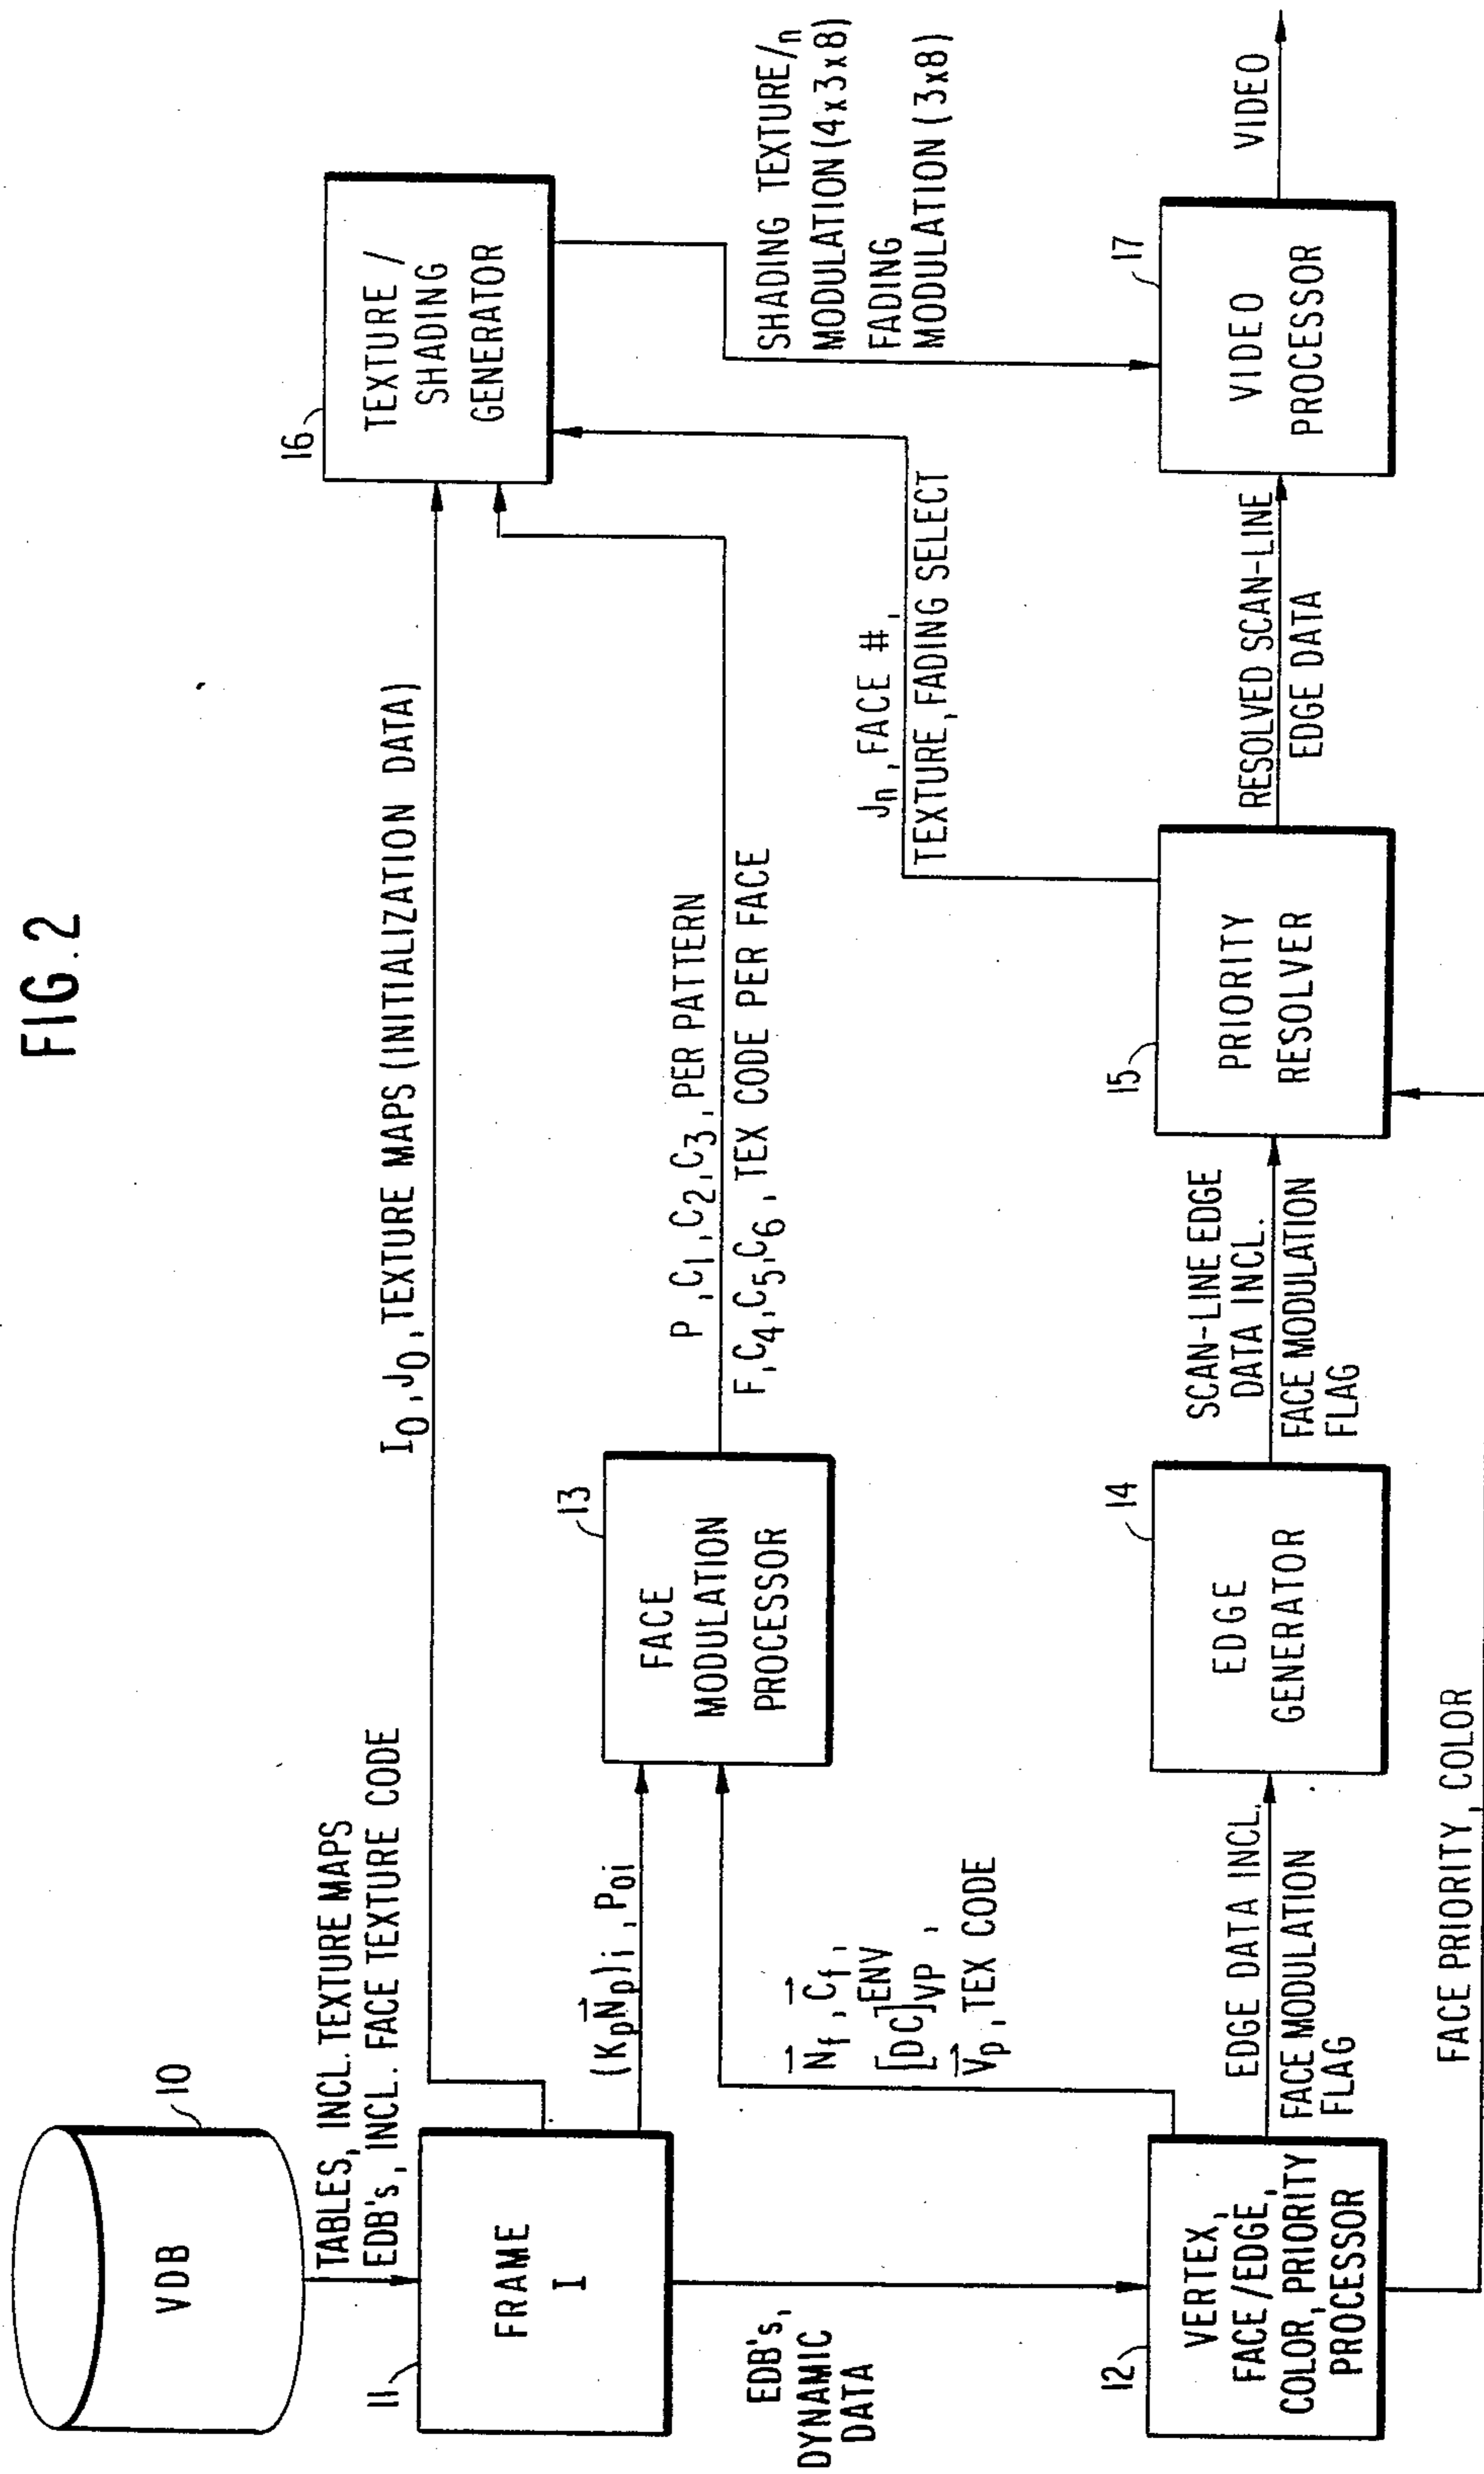 FIG.2
VDB
10
TABLES, INCL. TEXTURE MAPS
EDB's, INCL. FACE TEXTURE CODE
11
FRAME
I
I0, J0, TEXTURE MAPS (INITIALIZATION DATA)
16
TEXTURE /
SHADING
GENERATOR
(KpN⃗p)i, P0i
13
FACE
MODULATION
PROCESSOR
P, C1, C2, C3, PER PATTERN
F, C4, C5, C6, TEX CODE PER FACE
SHADING TEXTURE/n
MODULATION (4x3x8)
FADING
MODULATION (3x8)
EDB's,
DYNAMIC
DATA
N⃗f, C⃗f,
[DC]ENV VP,
V⃗p, TEX CODE
Jn, FACE #,
TEXTURE, FADING SELECT
12
VERTEX,
FACE/EDGE,
COLOR, PRIORITY
PROCESSOR
EDGE DATA INCL.
FACE MODULATION
FLAG
14
EDGE
GENERATOR
SCAN-LINE EDGE
DATA INCL.
FACE MODULATION
FLAG
15
PRIORITY
RESOLVER
RESOLVED SCAN-LINE
EDGE DATA
17
VIDEO
PROCESSOR
VIDEO
FACE PRIORITY, COLOR